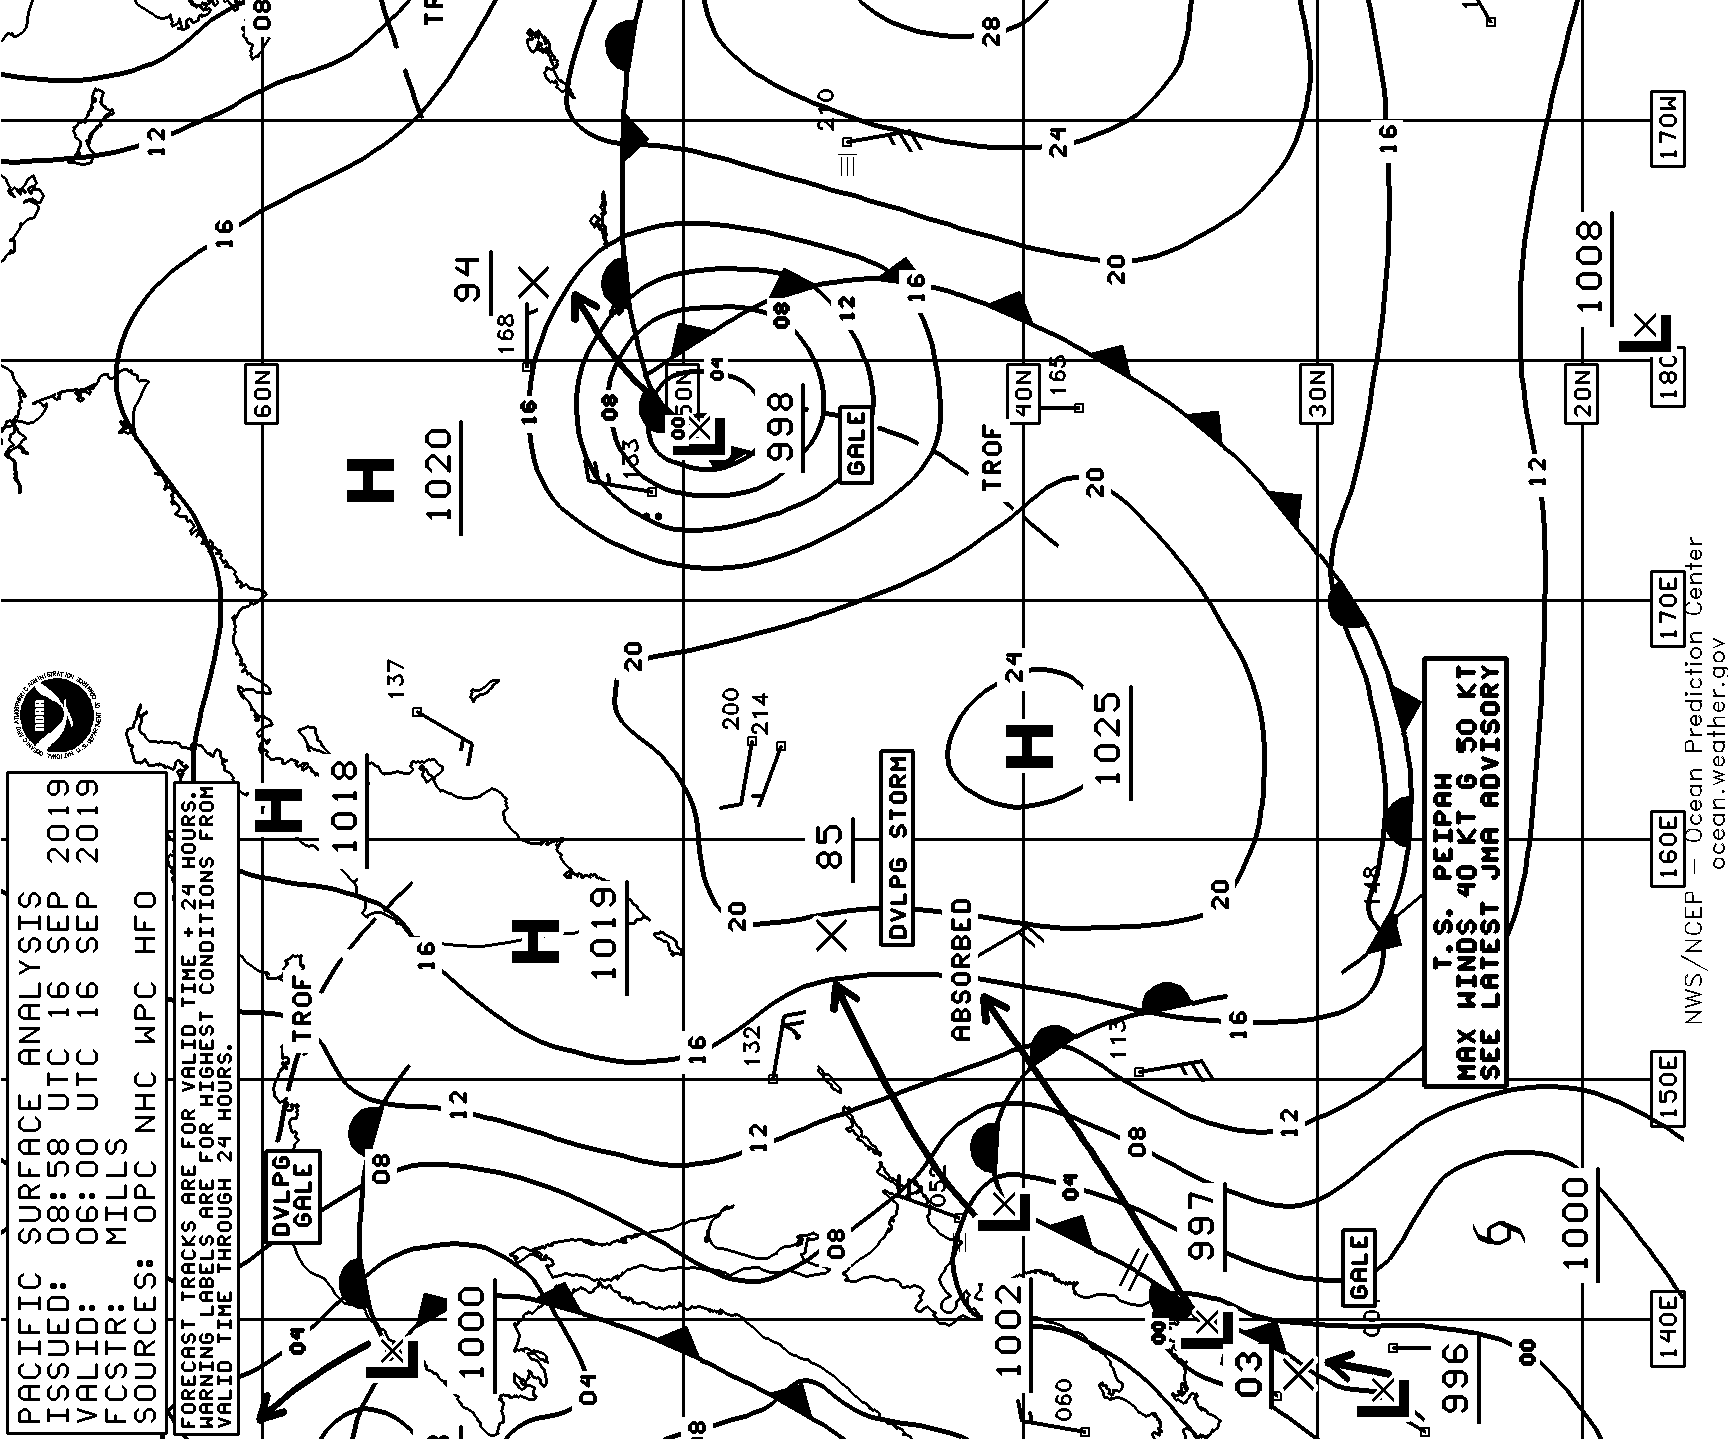 PACIFIC SURFACE ANALYSIS
ISSUED: 08:58 UTC 16 SEP 2019
VALID: 06:00 UTC 16 SEP 2019
FCSTR: MILLS
SOURCES: OPC NHC WPC HFO
FORECAST TRACKS ARE FOR VALID TIME + 24 HOURS.
WARNING LABELS ARE FOR HIGHEST CONDITIONS FROM
VALID TIME THROUGH 24 HOURS.
NOAA
DVLPG
GALE
TROF
H
1018
H
1019
H
1020
94
168
137
133
L
998
GALE
TROF
H
1025
200
214
85
DVLPG STORM
ABSORBED
132
113
148
165
210
L
1000
L
1002
L
997
03
L
996
GALE
1000
060
T. S. PEIPAH
MAX WINDS 40 KT G 50 KT
SEE LATEST JMA ADVISORY
L
1008
60N
50N
40N
30N
20N
170W
180
170E
160E
150E
140E
08
12
16
28
24
20
16
12
16
12
08
04
00
08
16
20
24
20
20
20
16
16
16
12
12
12
08
08
08
04
04
04
00
00
NWS/NCEP – Ocean Prediction Center
ocean.weather.gov